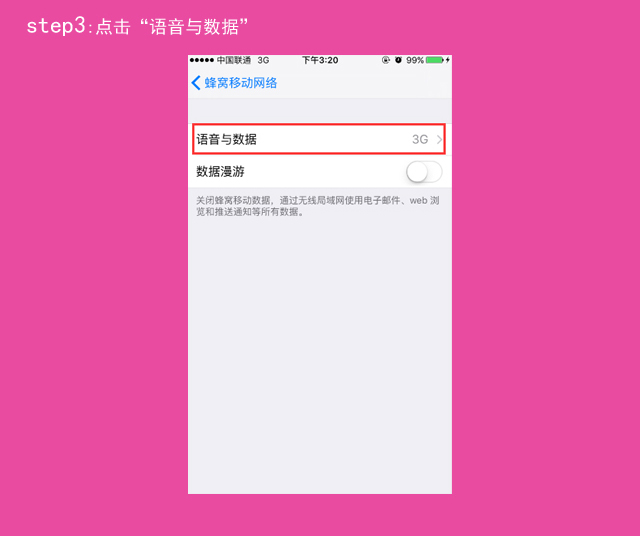 step3:点击“语音与数据”
中国联通 3G 下午3:20 99%
蜂窝移动网络
语音与数据 3G
数据漫游
关闭蜂窝移动数据，通过无线局域网使用电子邮件、web 浏
览和推送通知等所有数据。